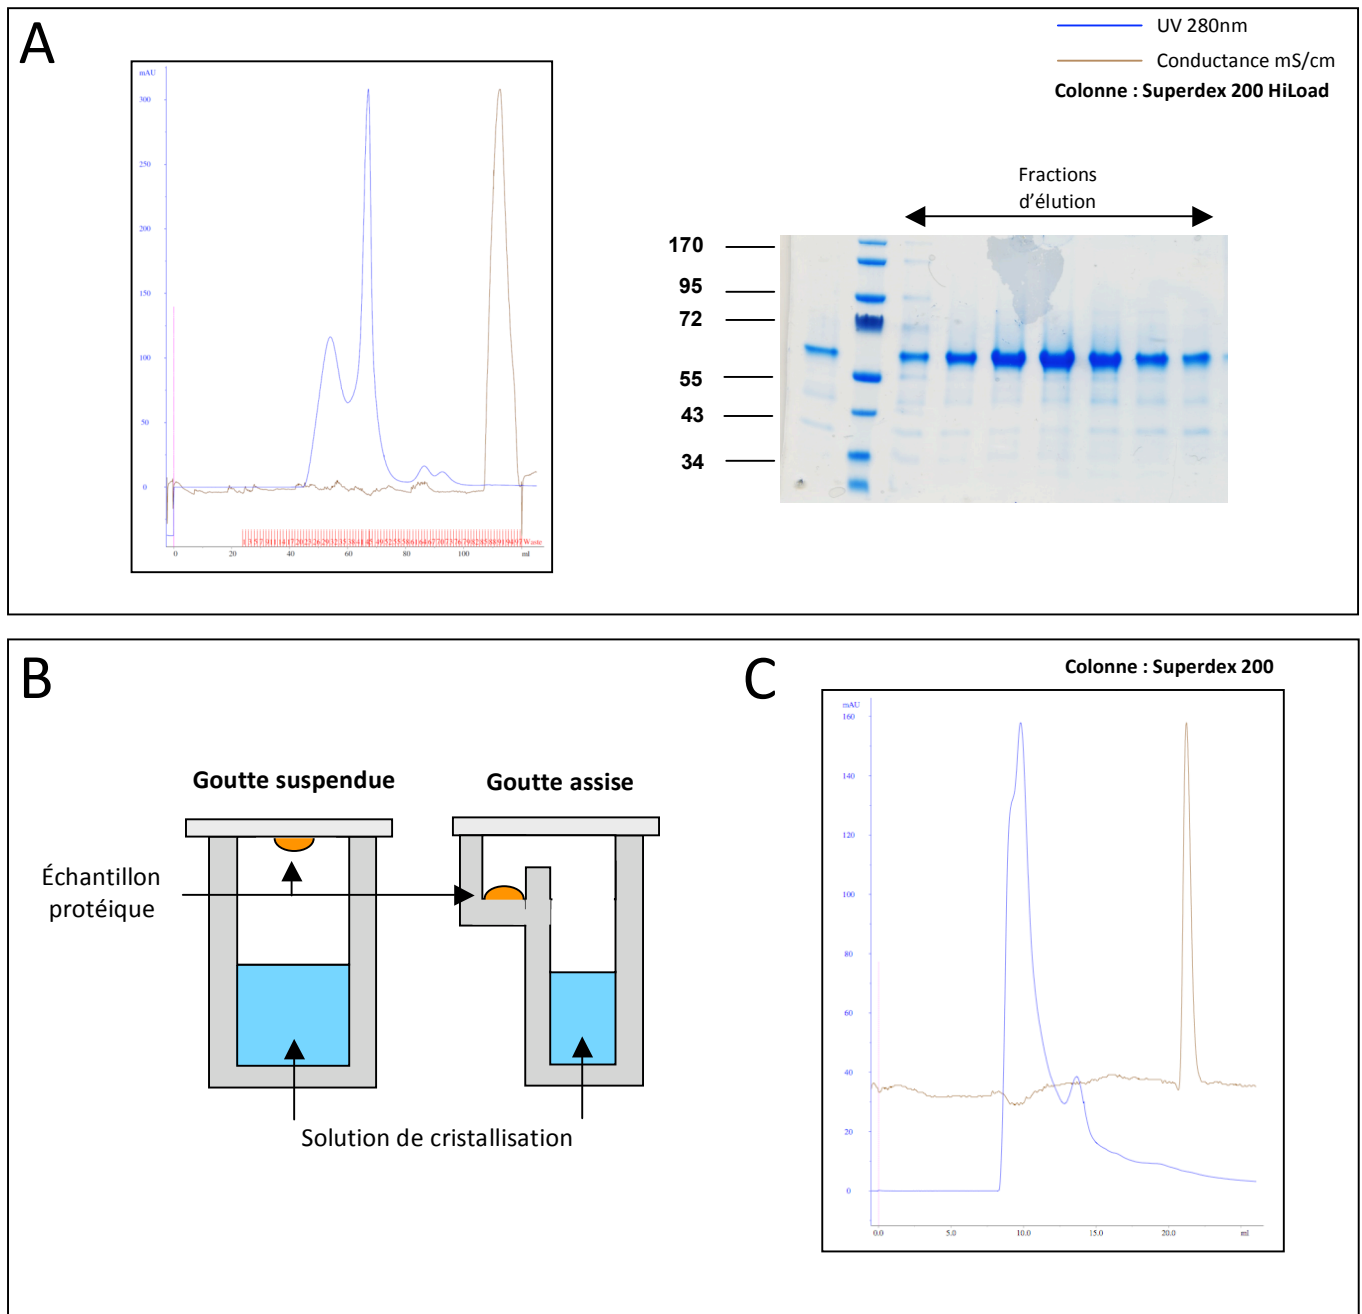 A
UV 280nm
Conductance mS/cm
Colonne : Superdex 200 HiLoad
mAU
300
250
200
150
100
50
0
0 20 40 60 80 100 ml
Waste
Fractions
d’élution
170
95
72
55
43
34
B
Goutte suspendue
Goutte assise
Échantillon
protéique
Solution de cristallisation
C
Colonne : Superdex 200
mAU
160
140
120
100
80
60
40
20
0
0.0 5.0 10.0 15.0 20.0 ml